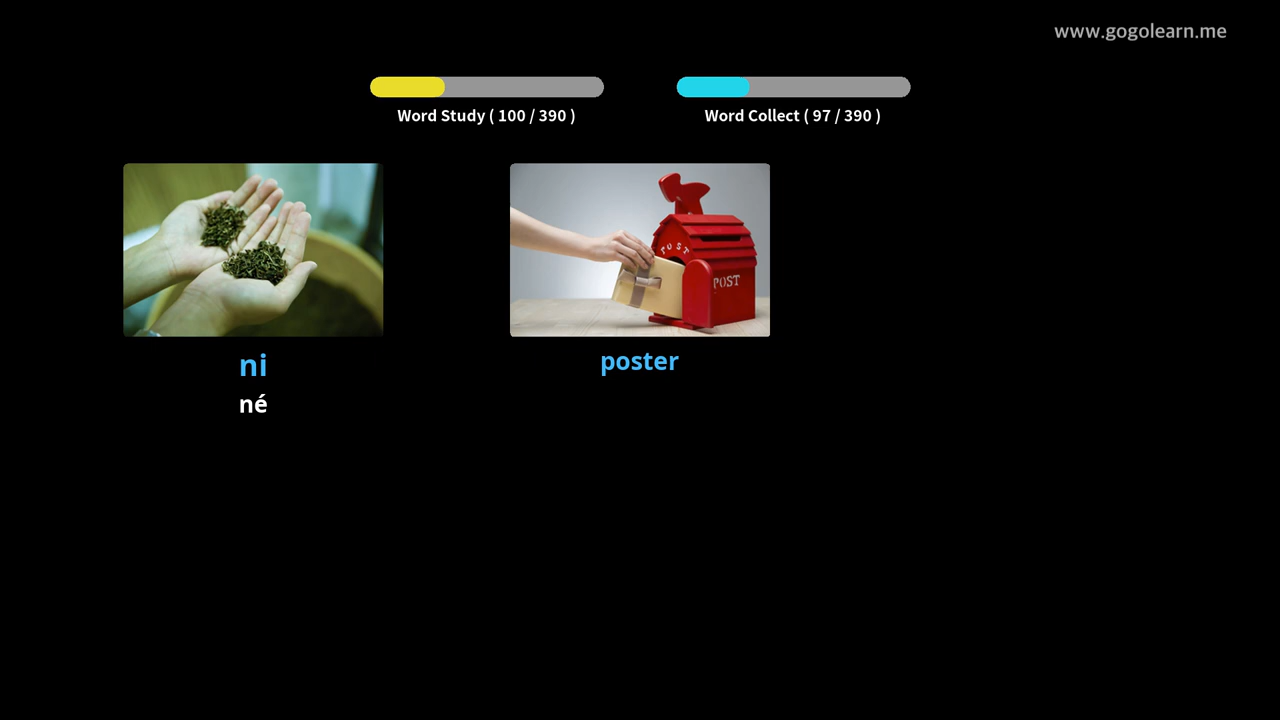 www.gogolearn.me
Word Study ( 100 / 390 )
Word Collect ( 97 / 390 )
POST
POST
ni
poster
né